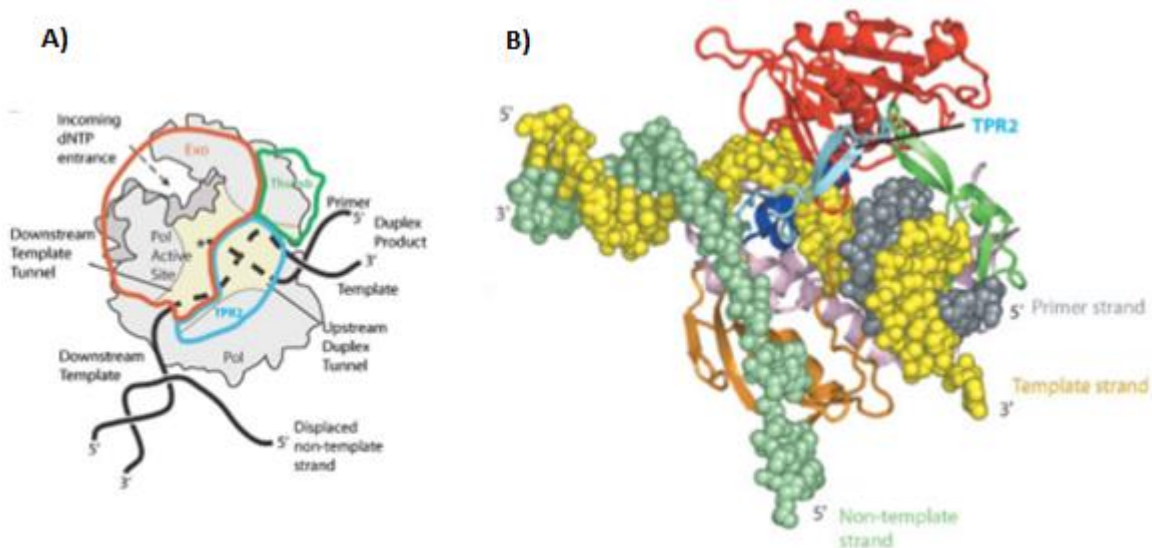 A)
Incoming
dNTP
entrance
Exo
Thumb
Primer
5'
Duplex
Product
3'
Template
Downstream
Template
Tunnel
Pol
Active
Site
TPR2
Upstream
Duplex
Tunnel
Pol
Downstream
Template
5'
3'
5'
Displaced
non-template
strand
B)
5'
3'
TPR2
5'
Primer strand
Template strand
3'
5'
Non-template
strand